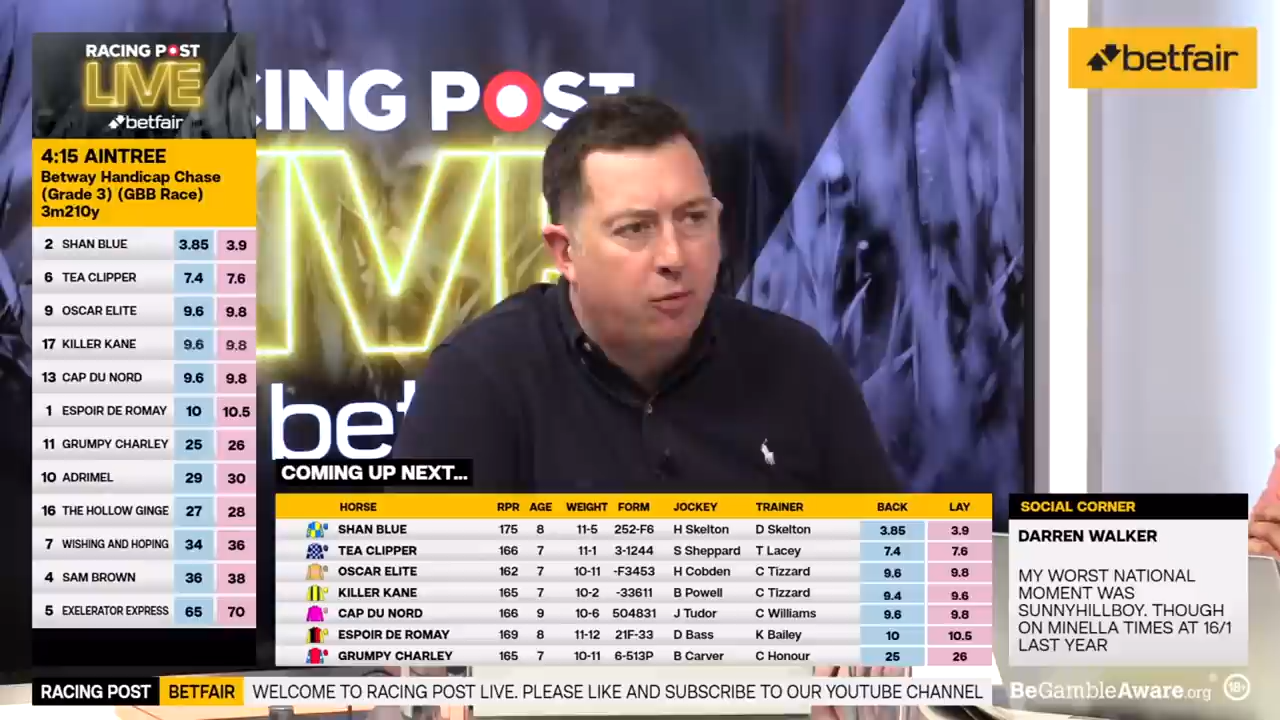 RACING POST
LIVE
betfair
4:15 AINTREE
Betway Handicap Chase
(Grade 3) (GBB Race)
3m210y
2 SHAN BLUE 3.85 3.9
6 TEA CLIPPER 7.4 7.6
9 OSCAR ELITE 9.6 9.8
17 KILLER KANE 9.6 9.8
13 CAP DU NORD 9.6 9.8
1 ESPOIR DE ROMAY 10 10.5
11 GRUMPY CHARLEY 25 26
10 ADRIMEL 29 30
16 THE HOLLOW GINGE 27 28
7 WISHING AND HOPING 34 36
4 SAM BROWN 36 38
5 EXELERATOR EXPRESS 65 70
CING POST
IVE
bet
betfair
COMING UP NEXT...
HORSE RPR AGE WEIGHT FORM JOCKEY TRAINER BACK LAY
SHAN BLUE 175 8 11-5 252-F6 H Skelton D Skelton 3.85 3.9
TEA CLIPPER 166 7 11-1 3-1244 S Sheppard T Lacey 7.4 7.6
OSCAR ELITE 162 7 10-11 -F3453 H Cobden C Tizzard 9.6 9.8
KILLER KANE 165 7 10-2 -33611 B Powell C Tizzard 9.4 9.6
CAP DU NORD 166 9 10-6 504831 J Tudor C Williams 9.6 9.8
ESPOIR DE ROMAY 169 8 11-12 21F-33 D Bass K Bailey 10 10.5
GRUMPY CHARLEY 165 7 10-11 6-513P B Carver C Honour 25 26
SOCIAL CORNER
DARREN WALKER
MY WORST NATIONAL
MOMENT WAS
SUNNYHILLBOY. THOUGH
ON MINELLA TIMES AT 16/1
LAST YEAR
RACING POST BETFAIR WELCOME TO RACING POST LIVE. PLEASE LIKE AND SUBSCRIBE TO OUR YOUTUBE CHANNEL
BeGambleAware.org 18+